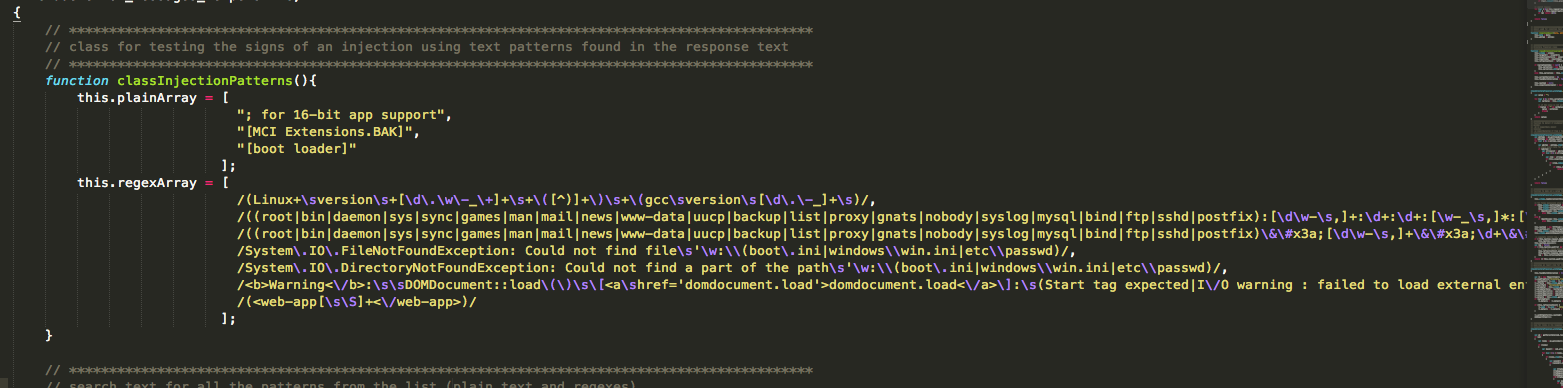 {
// *********************************************************************************************
// class for testing the signs of an injection using text patterns found in the response text
// *********************************************************************************************
function classInjectionPatterns(){
this.plainArray = [
"; for 16-bit app support",
"[MCI Extensions.BAK]",
"[boot loader]"
];
this.regexArray = [
/(Linux+\sversion\s+[\d\.\w\-_\+]+\s+\([^)]+\)\s+\(gcc\sversion\s[\d\.\-_]+\s)/,
/((root|bin|daemon|sys|sync|games|man|mail|news|www-data|uucp|backup|list|proxy|gnats|nobody|syslog|mysql|bind|ftp|sshd|postfix):[\d\w-\s,]+:\d+:\d+:[\w-_\s,]*:[
/((root|bin|daemon|sys|sync|games|man|mail|news|www-data|uucp|backup|list|proxy|gnats|nobody|syslog|mysql|bind|ftp|sshd|postfix)\&\#x3a;[\d\w-\s,]+\&\#x3a;\d+\&\
/System\.IO\.FileNotFoundException: Could not find file\s'\w:\\(boot\.ini|windows\\win.ini|etc\\passwd)/,
/System\.IO\.DirectoryNotFoundException: Could not find a part of the path\s'\w:\\(boot\.ini|windows\\win.ini|etc\\passwd)/,
/<b>Warning<\/b>:\s\sDOMDocument::load\(\)\s\[<a\shref='domdocument.load'>domdocument.load<\/a>\]:\s(Start tag expected|I\/O warning : failed to load external en
/(<web-app[\s\S]+<\/web-app>)/
];
}
// *********************************************************************************************
// search text for all the patterns from the list (plain text and regexes)